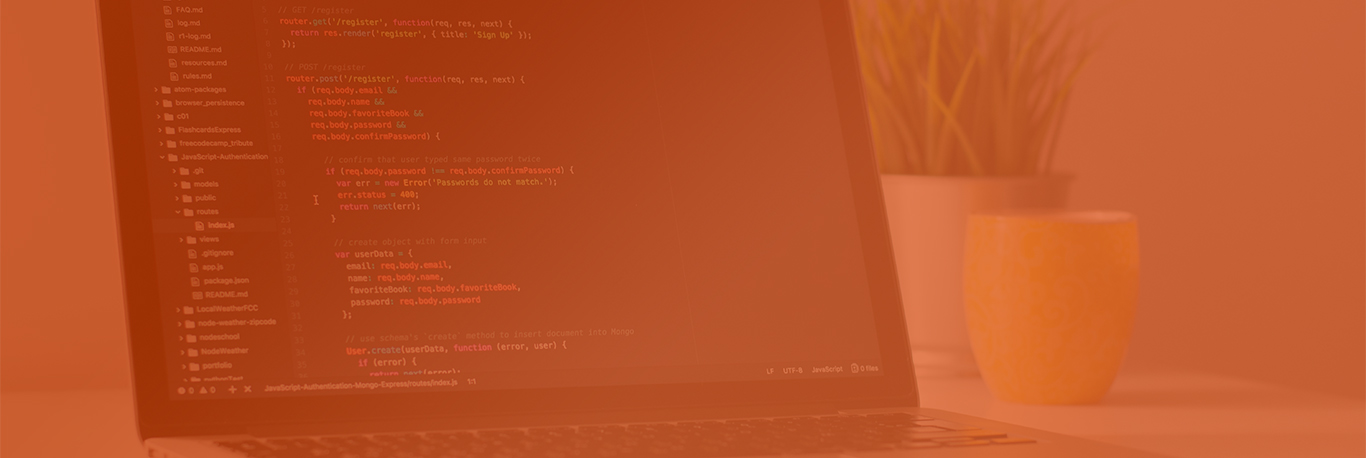 FAQ.md
log.md
r1-log.md
README.md
resources.md
rules.md
atom-packages
browser_persistence
c01
FlashcardsExpress
freecodecamp_tribute
JavaScript-Authentication
.git
models
public
routes
index.js
views
.gitignore
app.js
package.json
README.md
LocalWeatherFCC
node-weather-zipcode
nodeschool
NodeWeather
portfolio
pythonTest
// GET /register
router.get('/register', function(req, res, next) {
return res.render('register', { title: 'Sign Up' });
});
// POST /register
router.post('/register', function(req, res, next) {
if (req.body.email &&
req.body.name &&
req.body.favoriteBook &&
req.body.password &&
req.body.confirmPassword) {
// confirm that user typed same password twice
if (req.body.password !== req.body.confirmPassword) {
var err = new Error('Passwords do not match.');
err.status = 400;
return next(err);
}
// create object with form input
var userData = {
email: req.body.email,
name: req.body.name,
favoriteBook: req.body.favoriteBook,
password: req.body.password
};
// use schema's `create` method to insert document into Mongo
User.create(userData, function (error, user) {
if (error) {
return next(error);
0 0 JavaScript-Authentication-Mongo-Express/routes/index.js 1:1 LF UTF-8 JavaScript 0 files